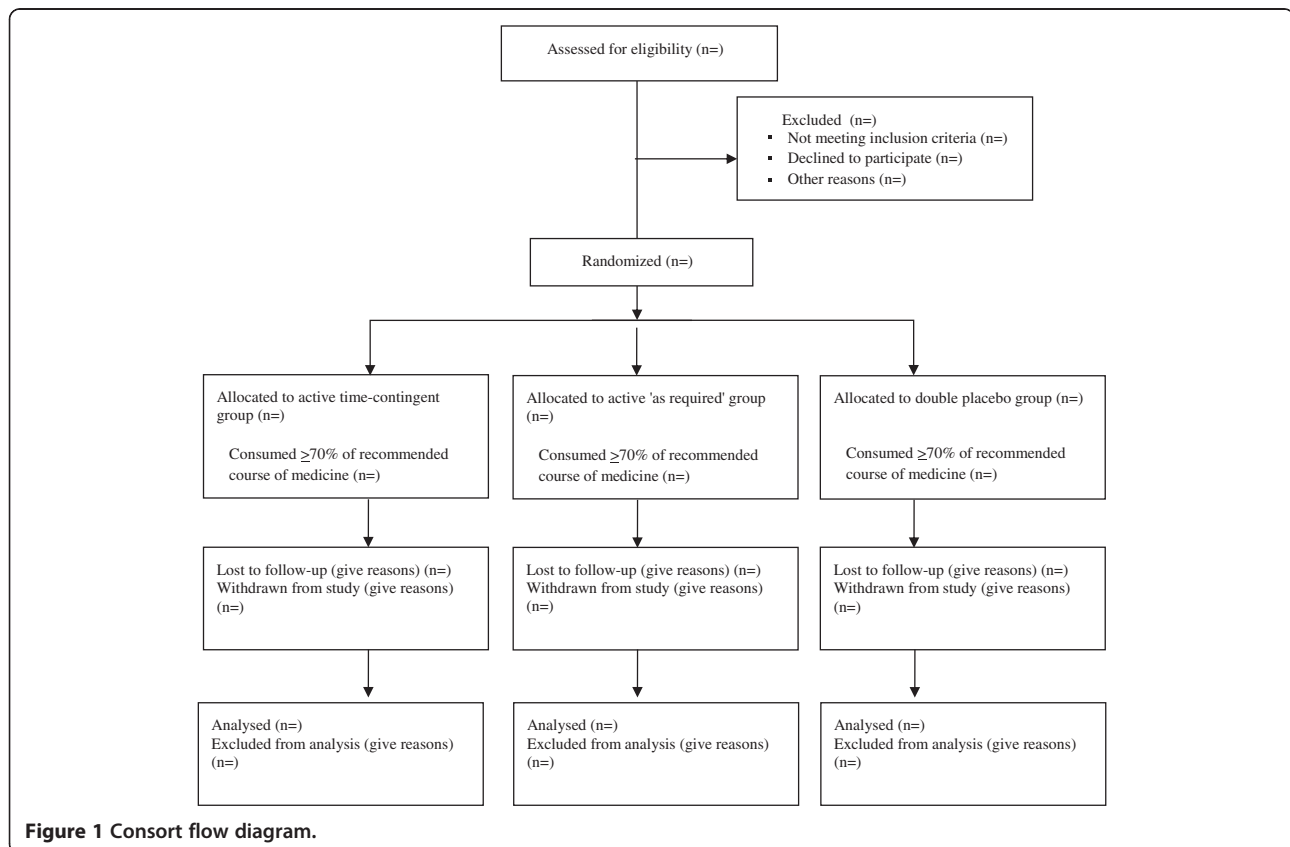 Assessed for eligibility (n=)
Excluded (n=)
▪ Not meeting inclusion criteria (n=)
▪ Declined to participate (n=)
▪ Other reasons (n=)
Randomized (n=)
Allocated to active time-contingent
group (n=)
Consumed ≥70% of recommended
course of medicine (n=)
Allocated to active 'as required' group
(n=)
Consumed ≥70% of recommended
course of medicine (n=)
Allocated to double placebo group (n=)
Consumed ≥70% of recommended
course of medicine (n=)
Lost to follow-up (give reasons) (n=)
Withdrawn from study (give reasons)
(n=)
Lost to follow-up (give reasons) (n=)
Withdrawn from study (give reasons)
(n=)
Lost to follow-up (give reasons) (n=)
Withdrawn from study (give reasons)
(n=)
Analysed (n=)
Excluded from analysis (give reasons)
(n=)
Analysed (n=)
Excluded from analysis (give reasons)
(n=)
Analysed (n=)
Excluded from analysis (give reasons)
(n=)
Figure 1 Consort flow diagram.